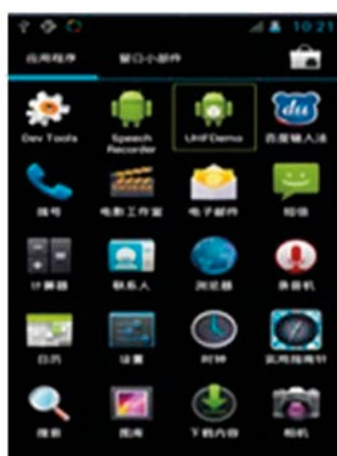 10:21
应用程序 窗口小部件
Dev Tools Speech Recorder UHFDemo 百度输入法
拨号 电影工作室 电子邮件 短信
计算器 联系人 浏览器 录音机
日历 设置 时钟 实用指南针
搜索 图库 下载内容 相机